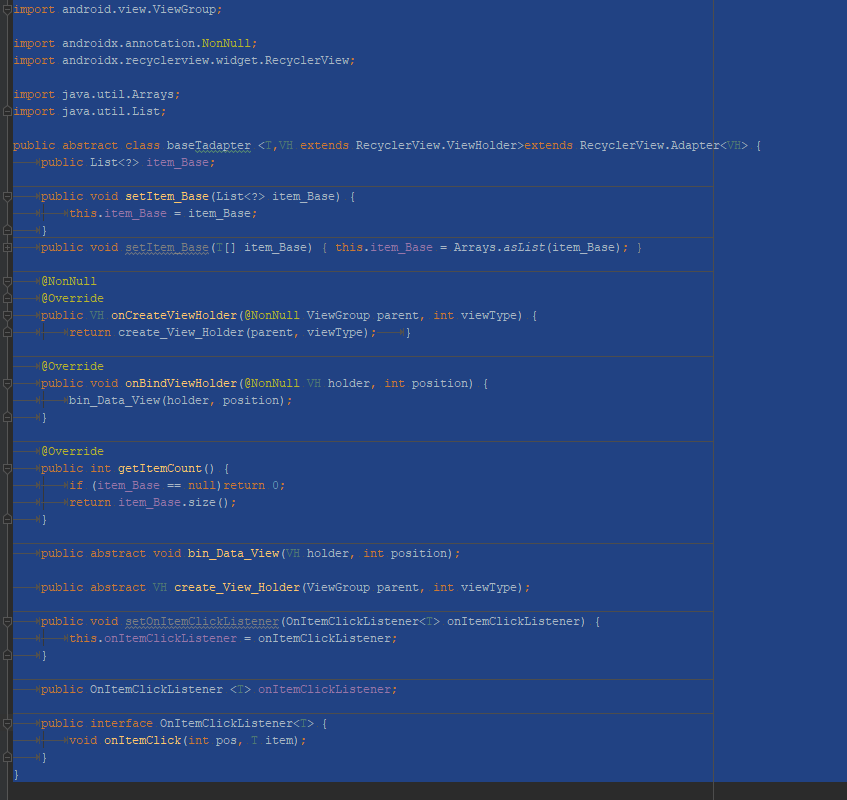 import android.view.ViewGroup;
import androidx.annotation.NonNull;
import androidx.recyclerview.widget.RecyclerView;
import java.util.Arrays;
import java.util.List;
public abstract class baseTadapter <T,VH extends RecyclerView.ViewHolder>extends RecyclerView.Adapter<VH> {
public List<?> item_Base;
public void setItem_Base(List<?> item_Base) {
this.item_Base = item_Base;
}
public void setItem_Base(T[] item_Base) { this.item_Base = Arrays.asList(item_Base); }
@NonNull
@Override
public VH onCreateViewHolder(@NonNull ViewGroup parent, int viewType) {
return create_View_Holder(parent, viewType); }
@Override
public void onBindViewHolder(@NonNull VH holder, int position) {
bin_Data_View(holder, position);
}
@Override
public int getItemCount() {
if (item_Base == null)return 0;
return item_Base.size();
}
public abstract void bin_Data_View(VH holder, int position);
public abstract VH create_View_Holder(ViewGroup parent, int viewType);
public void setOnItemClickListener(OnItemClickListener<T> onItemClickListener) {
this.onItemClickListener = onItemClickListener;
}
public OnItemClickListener <T> onItemClickListener;
public interface OnItemClickListener<T> {
void onItemClick(int pos, T item);
}
}